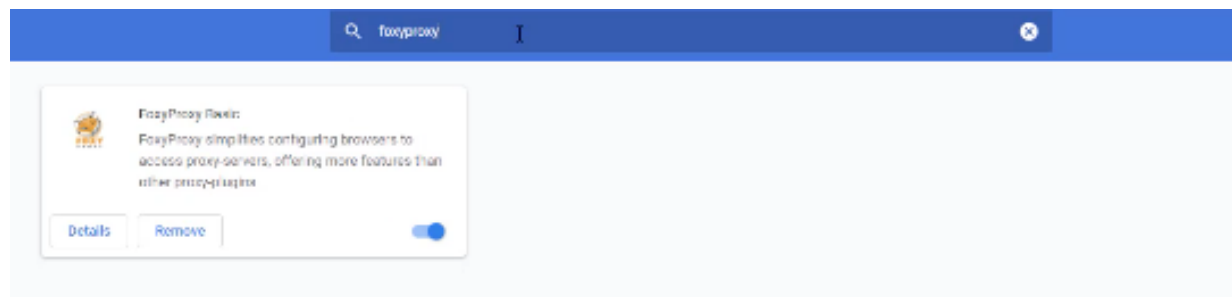 foxyproxy
FoxyProxy Basic
FoxyProxy simplifies configuring browsers to
access proxy-servers, offering more features than
other proxy-plugins
FOXY
Details
Remove